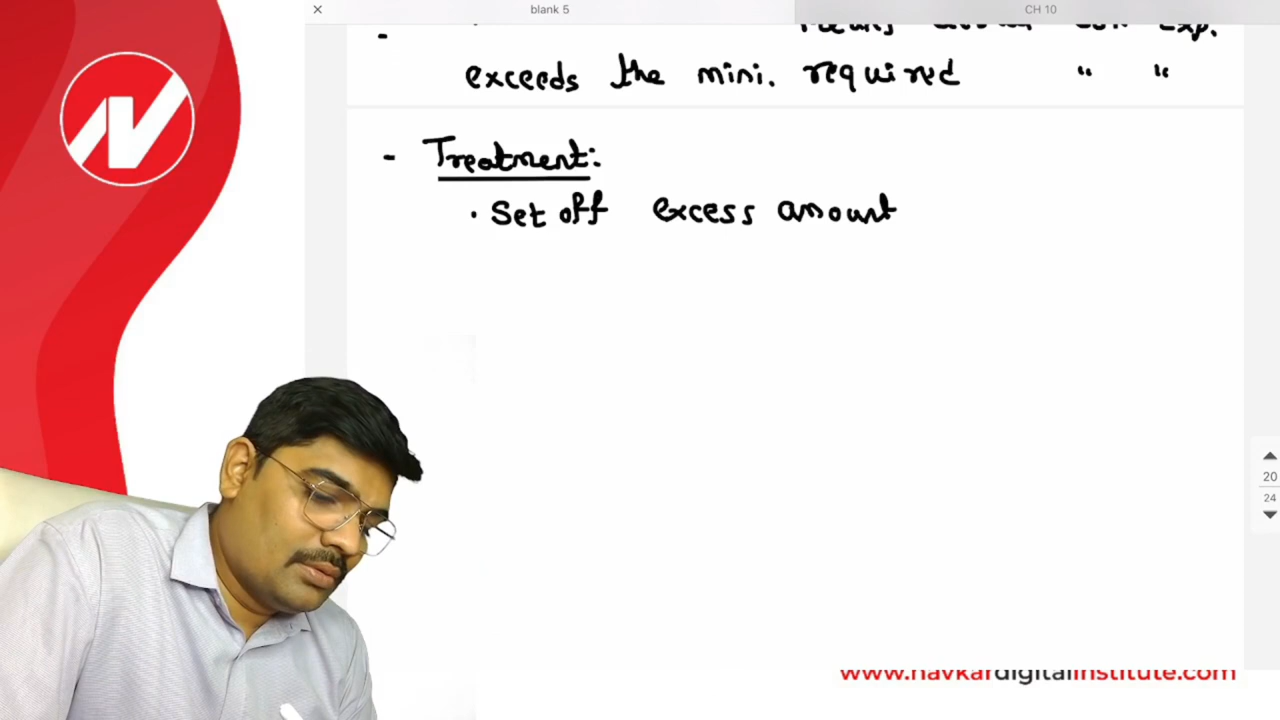 × blank 5 CH 10
-
exceeds the mini. required " "
- Treatment:
· Set off excess amount
20
24
www.navkardigitalinstitute.com